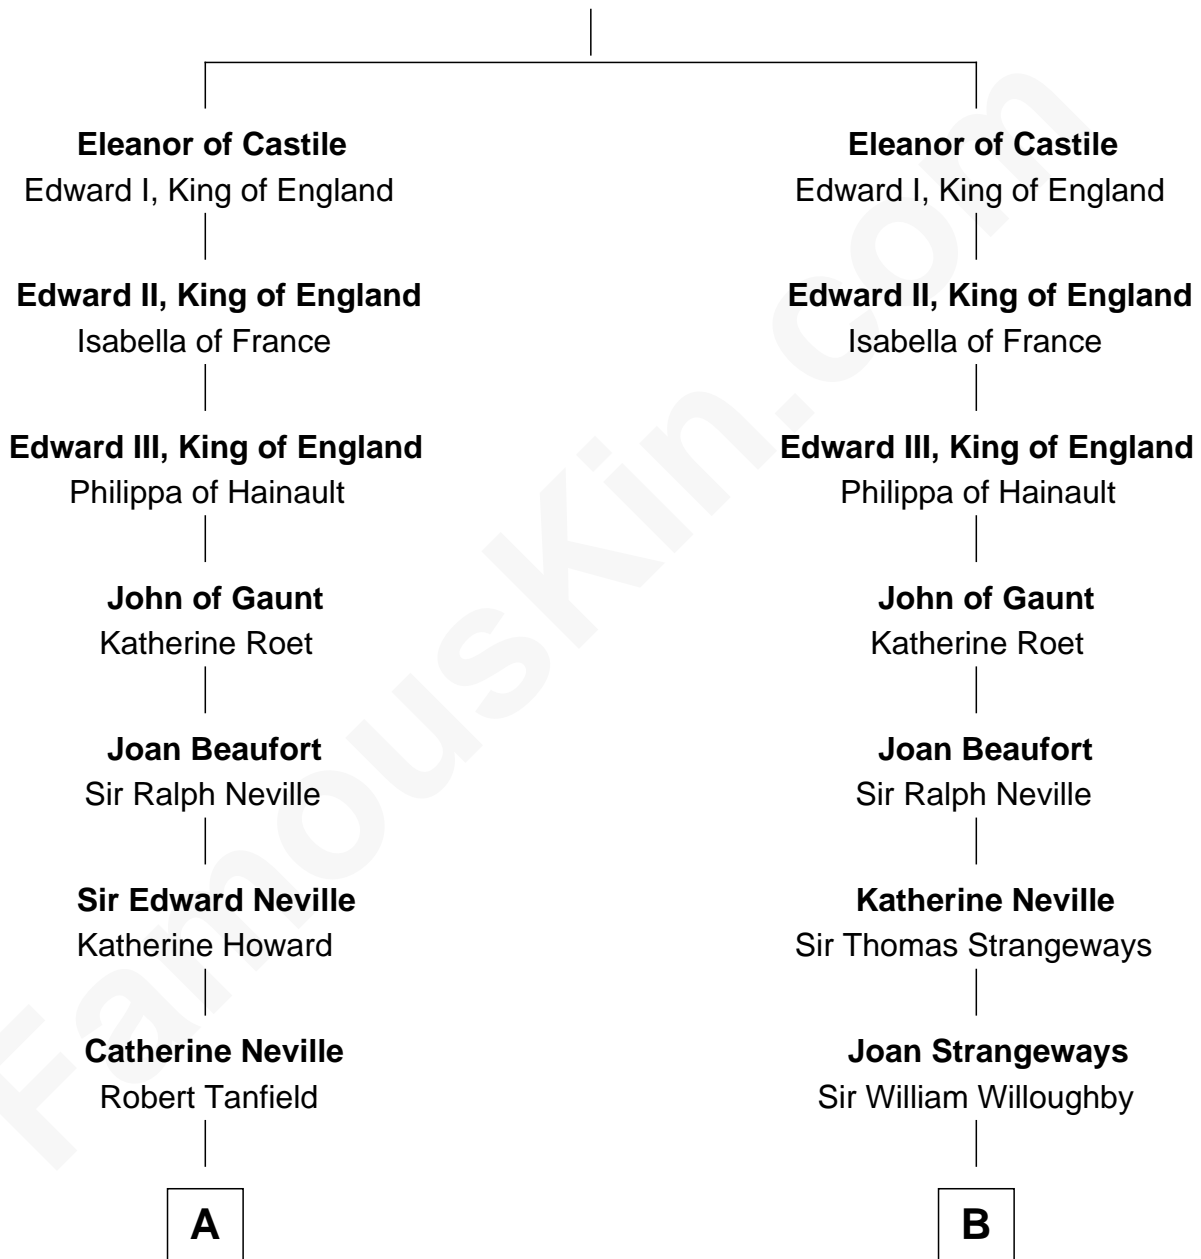 Eleanor of Castile
Edward I, King of England
Edward II, King of England
Isabella of France
Edward III, King of England
Philippa of Hainault
John of Gaunt
Katherine Roet
Joan Beaufort
Sir Ralph Neville
Sir Edward Neville
Katherine Howard
Catherine Neville
Robert Tanfield
A
Eleanor of Castile
Edward I, King of England
Edward II, King of England
Isabella of France
Edward III, King of England
Philippa of Hainault
John of Gaunt
Katherine Roet
Joan Beaufort
Sir Ralph Neville
Katherine Neville
Sir Thomas Strangeways
Joan Strangeways
Sir William Willoughby
B
FamousKin.com